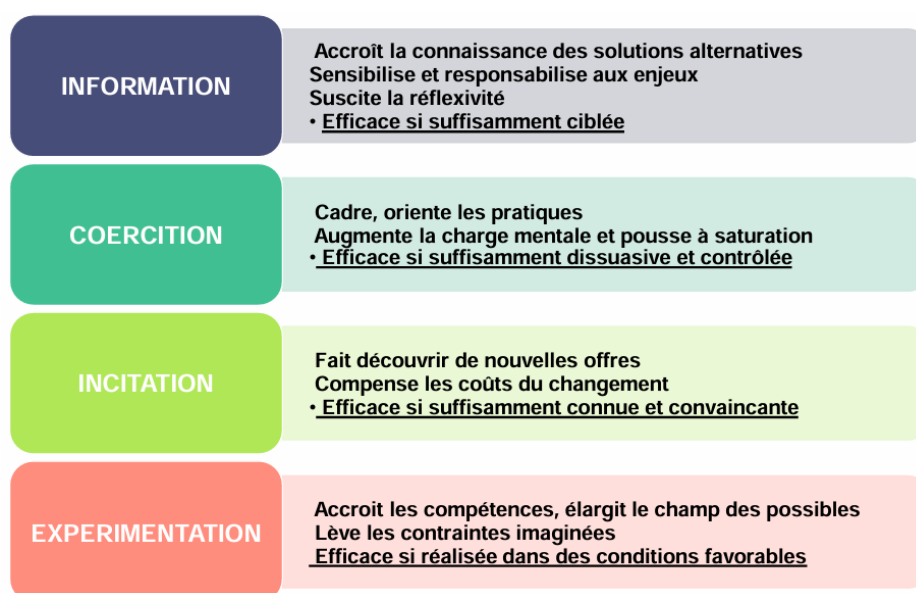 INFORMATION
Accroît la connaissance des solutions alternatives
Sensibilise et responsabilise aux enjeux
Suscite la réflexivité
• Efficace si suffisamment ciblée
COERCITION
Cadre, oriente les pratiques
Augmente la charge mentale et pousse à saturation
• Efficace si suffisamment dissuasive et contrôlée
INCITATION
Fait découvrir de nouvelles offres
Compense les coûts du changement
• Efficace si suffisamment connue et convaincante
EXPERIMENTATION
Accroit les compétences, élargit le champ des possibles
Lève les contraintes imaginées
Efficace si réalisée dans des conditions favorables